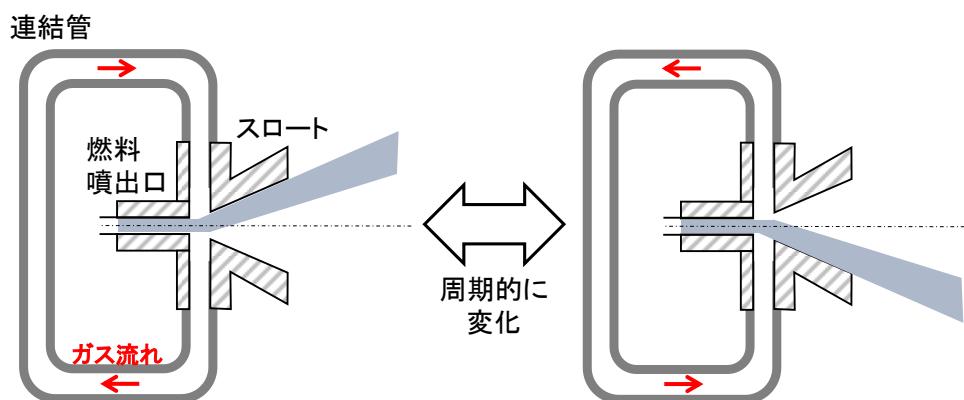 連結管
スロート
燃料
噴出口
周期的に
変化
ガス流れ